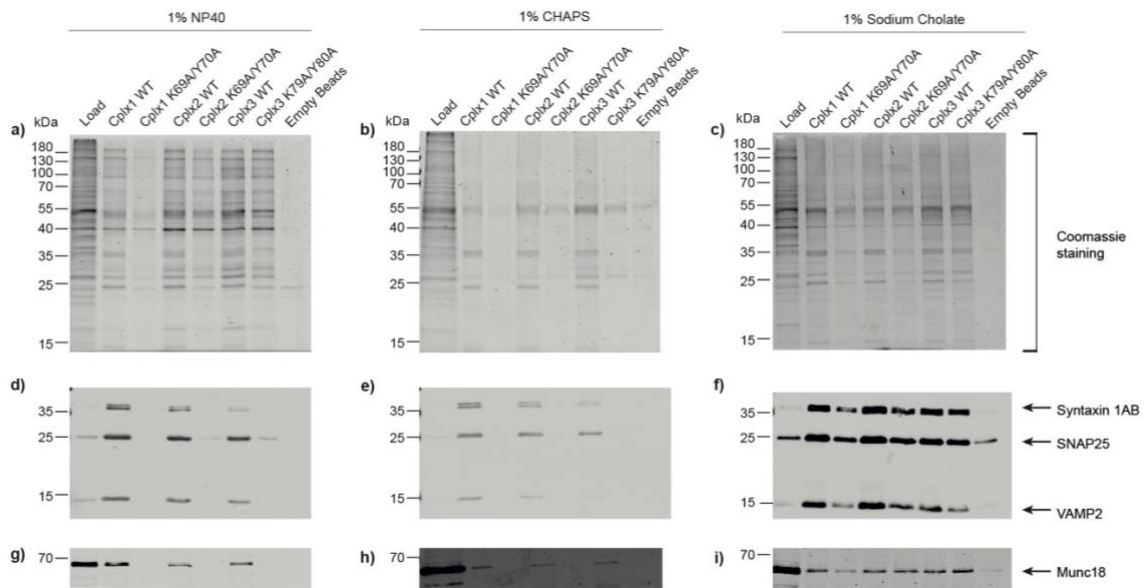 1% NP40
1% CHAPS
1% Sodium Cholate
Load
Cplx1 WT
Cplx1 K69A/Y70A
Cplx2 WT
Cplx2 K69A/Y70A
Cplx3 WT
Cplx3 K79A/Y80A
Empty Beads
Load
Cplx1 WT
Cplx1 K69A/Y70A
Cplx2 WT
Cplx2 K69A/Y70A
Cplx3 WT
Cplx3 K79A/Y80A
Empty Beads
Load
Cplx1 WT
Cplx1 K69A/Y70A
Cplx2 WT
Cplx2 K69A/Y70A
Cplx3 WT
Cplx3 K79A/Y80A
Empty Beads
a) kDa
180
130
100
70
55
40
35
25
15
b) kDa
180
130
100
70
55
40
35
25
15
c) kDa
180
130
100
70
55
40
35
25
15
Coomassie
staining
d)
35
25
15
e)
35
25
15
f)
35
25
15
Syntaxin 1AB
SNAP25
VAMP2
g)
70
h)
70
i)
70
Munc18